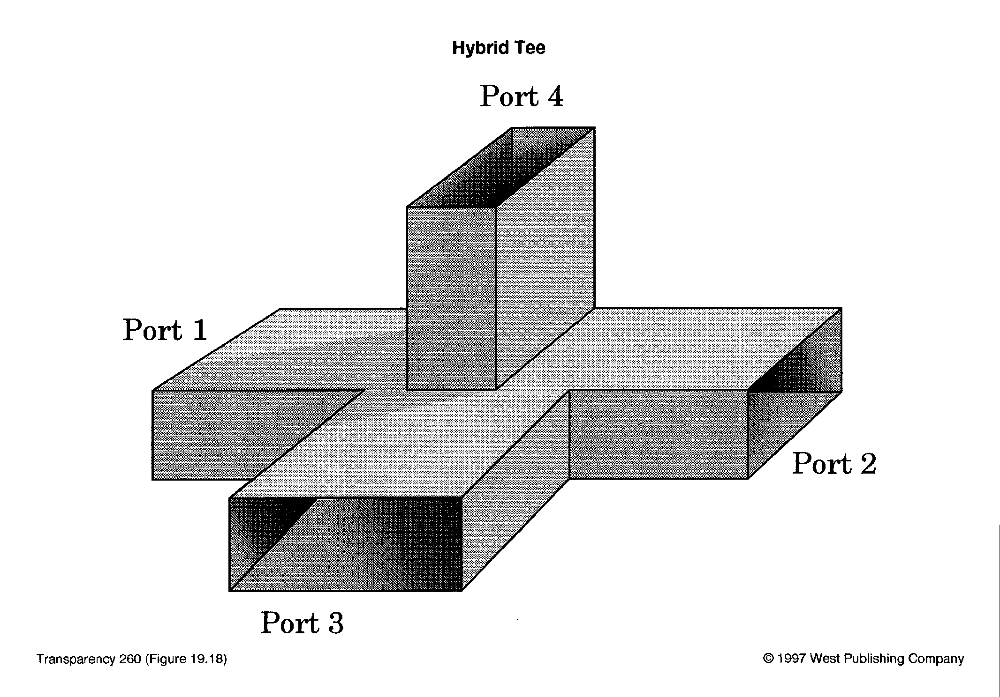 Hybrid Tee
Port 4
Port 1
Port 2
Port 3
Transparency 260 (Figure 19.18)
© 1997 West Publishing Company